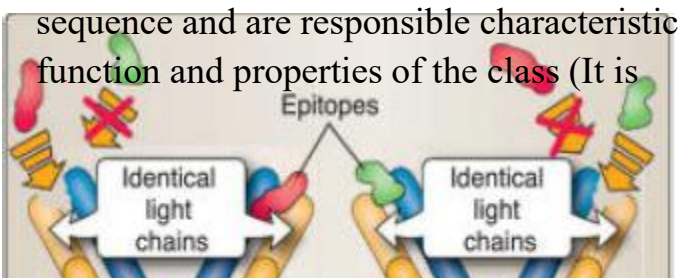 sequence and are responsible characteristic
function and properties of the class (It is
Epitopes
Identical
light
chains
Identical
light
chains